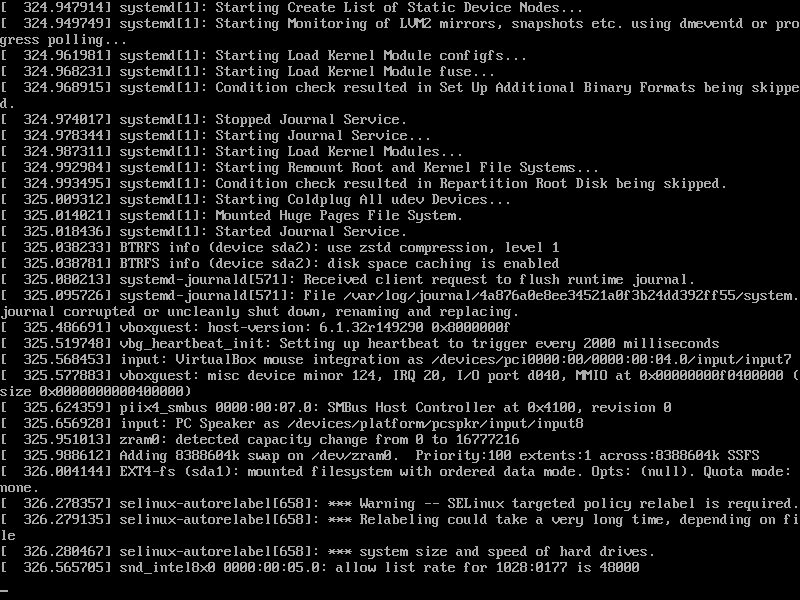 [  324.947914] systemd[1]: Starting Create List of Static Device Nodes...
[  324.949749] systemd[1]: Starting Monitoring of LVM2 mirrors, snapshots etc. using dmeventd or pro
gress polling...
[  324.961981] systemd[1]: Starting Load Kernel Module configfs...
[  324.968231] systemd[1]: Starting Load Kernel Module fuse...
[  324.968915] systemd[1]: Condition check resulted in Set Up Additional Binary Formats being skippe
d.
[  324.974017] systemd[1]: Stopped Journal Service.
[  324.978344] systemd[1]: Starting Journal Service...
[  324.987311] systemd[1]: Starting Load Kernel Modules...
[  324.992984] systemd[1]: Starting Remount Root and Kernel File Systems...
[  324.993495] systemd[1]: Condition check resulted in Repartition Root Disk being skipped.
[  325.009312] systemd[1]: Starting Coldplug All udev Devices...
[  325.014021] systemd[1]: Mounted Huge Pages File System.
[  325.018436] systemd[1]: Started Journal Service.
[  325.038233] BTRFS info (device sda2): use zstd compression, level 1
[  325.038781] BTRFS info (device sda2): disk space caching is enabled
[  325.080213] systemd-journald[571]: Received client request to flush runtime journal.
[  325.095726] systemd-journald[571]: File /var/log/journal/4a876a0e8ee34521a0f3b24dd392ff55/system.
journal corrupted or uncleanly shut down, renaming and replacing.
[  325.486691] vboxguest: host-version: 6.1.32r149290 0x8000000f
[  325.519748] vbg_heartbeat_init: Setting up heartbeat to trigger every 2000 milliseconds
[  325.568453] input: VirtualBox mouse integration as /devices/pci0000:00/0000:00:04.0/input/input7
[  325.577883] vboxguest: misc device minor 124, IRQ 20, I/O port d040, MMIO at 0x00000000f0400000 (
size 0x0000000000400000)
[  325.624359] piix4_smbus 0000:00:07.0: SMBus Host Controller at 0x4100, revision 0
[  325.656928] input: PC Speaker as /devices/platform/pcspkr/input/input8
[  325.951013] zram0: detected capacity change from 0 to 16777216
[  325.988612] Adding 8388604k swap on /dev/zram0.  Priority:100 extents:1 across:8388604k SSFS
[  326.004144] EXT4-fs (sda1): mounted filesystem with ordered data mode. Opts: (null). Quota mode:
none.
[  326.278357] selinux-autorelabel[658]: *** Warning -- SELinux targeted policy relabel is required.
[  326.279135] selinux-autorelabel[658]: *** Relabeling could take a very long time, depending on fi
le
[  326.280467] selinux-autorelabel[658]: *** system size and speed of hard drives.
[  326.565705] snd_intel8x0 0000:00:05.0: allow list rate for 1028:0177 is 48000